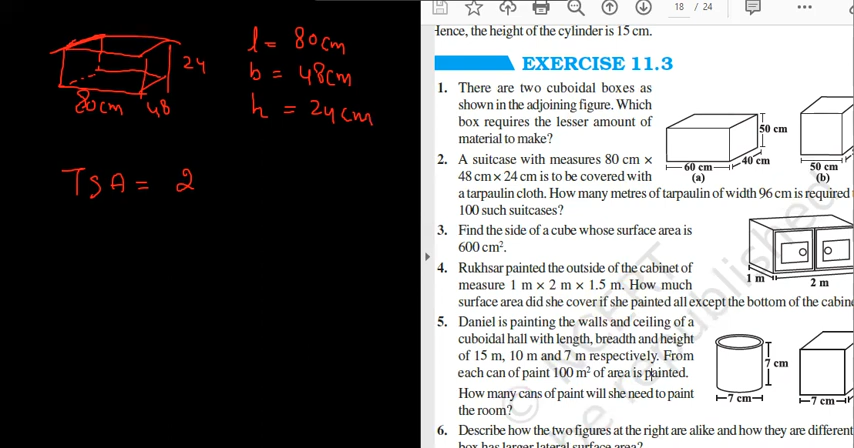 l = 80cm
b = 48cm
h = 24cm
24
80cm 48
TSA = 2
18 / 24
Hence, the height of the cylinder is 15 cm.
EXERCISE 11.3
1. There are two cuboidal boxes as
shown in the adjoining figure. Which
box requires the lesser amount of
material to make?
50 cm
60 cm
40 cm
50 cm
(a)
(b)
2. A suitcase with measures 80 cm ×
48 cm × 24 cm is to be covered with
a tarpaulin cloth. How many metres of tarpaulin of width 96 cm is required
100 such suitcases?
3. Find the side of a cube whose surface area is
600 cm².
4. Rukhsar painted the outside of the cabinet of
measure 1 m × 2 m × 1.5 m. How much
surface area did she cover if she painted all except the bottom of the
1 m
2 m
5. Daniel is painting the walls and ceiling of a
cuboidal hall with length, breadth and height
of 15 m, 10 m and 7 m respectively. From
each can of paint 100 m² of area is painted.
How many cans of paint will she need to paint
the room?
7 cm
7 cm
7 cm
6. Describe how the two figures at the right are alike and how they are different
box has larger lateral surface area?
© NCERT
be republished